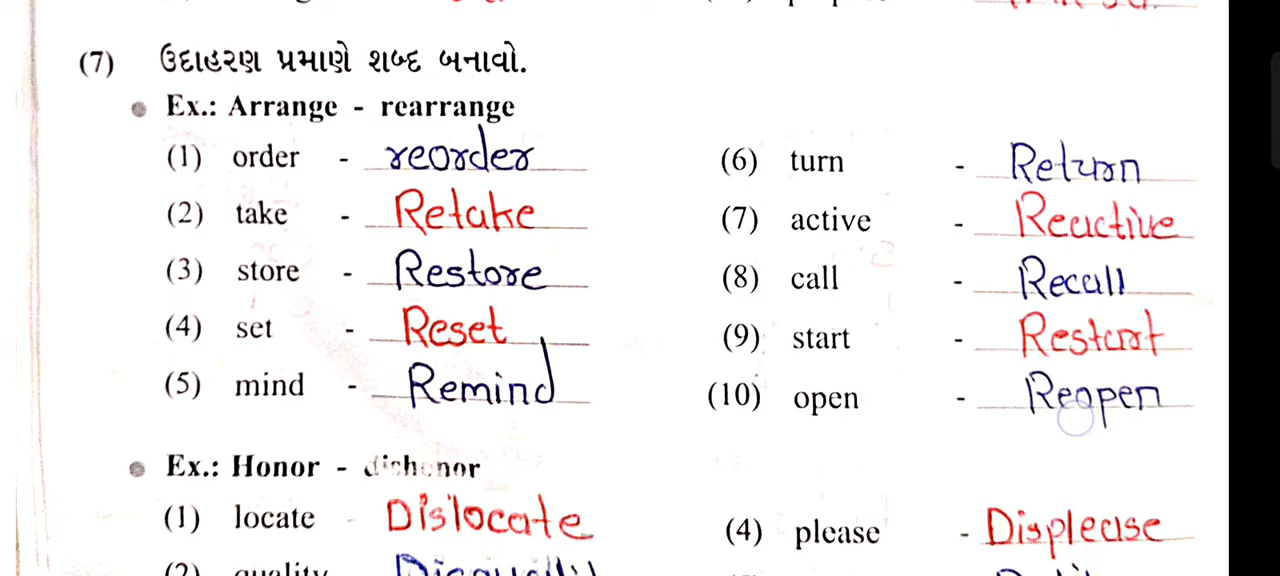 (7) ઉદાહરણ પ્રમાણે શબ્દ બનાવો.
Ex.: Arrange - rearrange
(1) order - reorder
(2) take - Retake
(3) store - Restore
(4) set - Reset
(5) mind - Remind
(6) turn - Return
(7) active - Reactive
(8) call - Recall
(9) start - Restart
(10) open - Reopen
Ex.: Honor - dishonor
(1) locate - Dislocate
(4) please - Displease